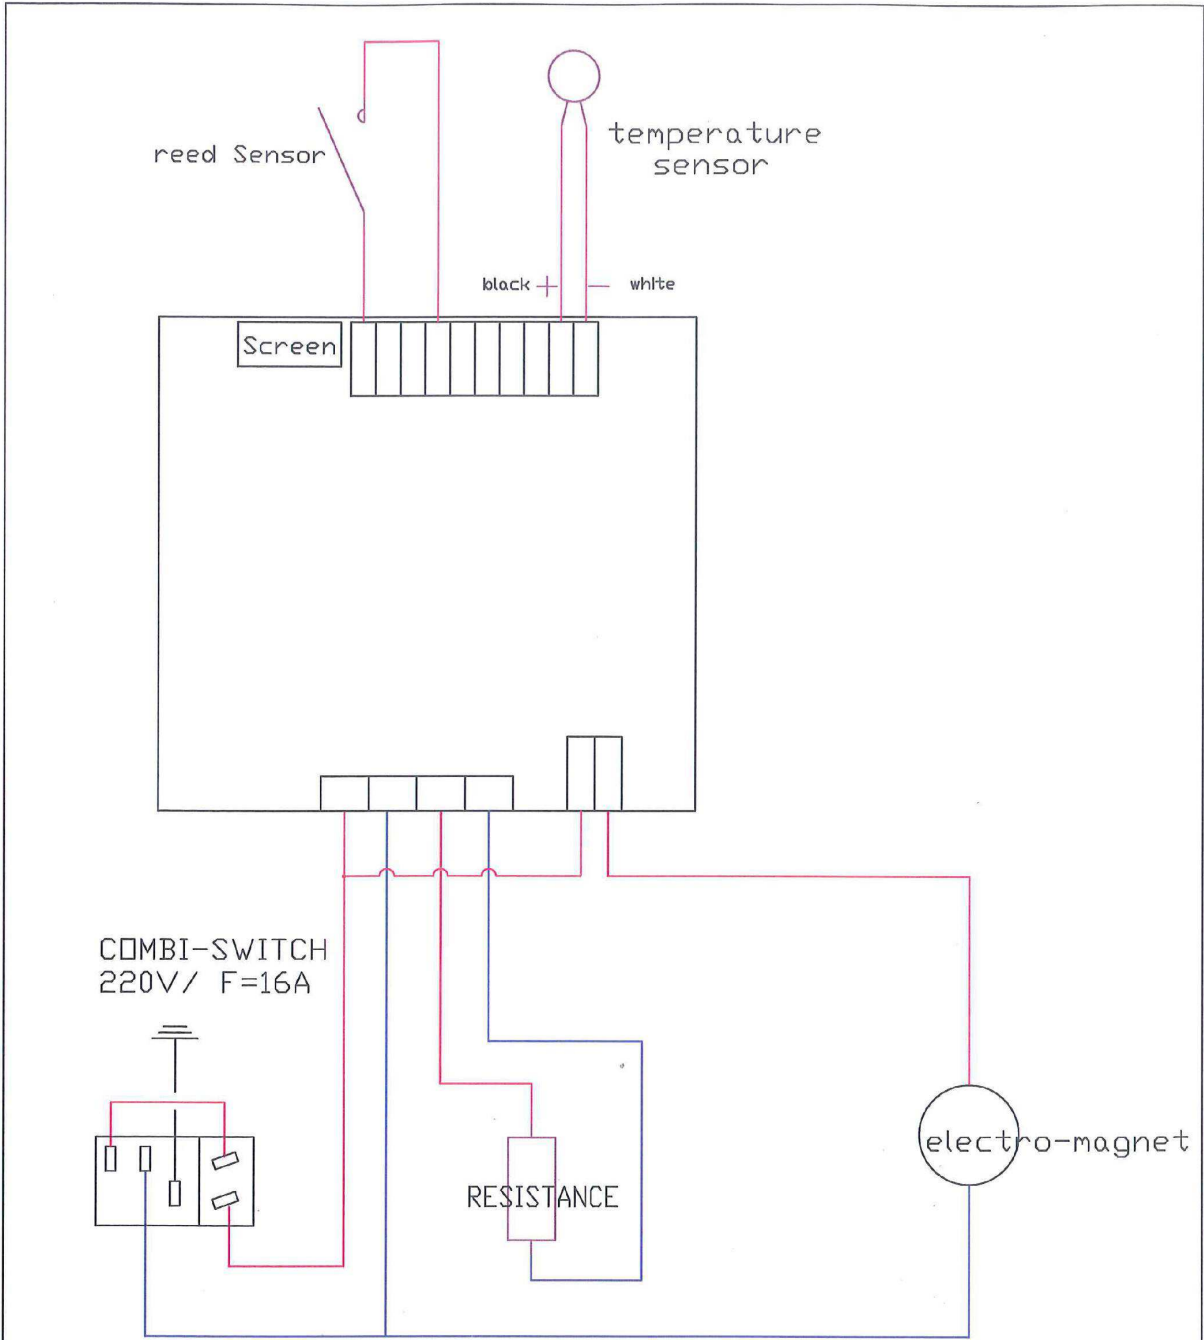 reed Sensor
temperature
sensor
black + — white
Screen
COMBI-SWITCH
220V/ F=16A
RESISTANCE
electro-magnet